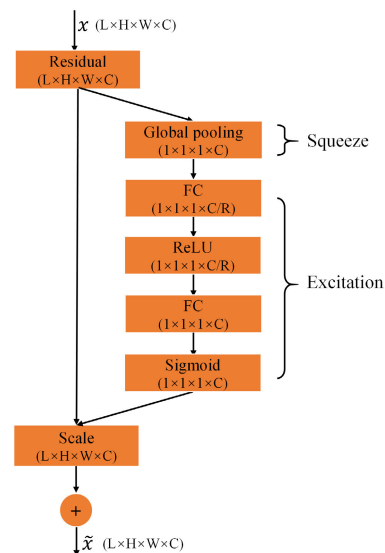 x (L×H×W×C)
Residual
(L×H×W×C)
Global pooling
(1×1×1×C)
Squeeze
FC
(1×1×1×C/R)
ReLU
(1×1×1×C/R)
Excitation
FC
(1×1×1×C)
Sigmoid
(1×1×1×C)
Scale
(L×H×W×C)
+
x̃ (L×H×W×C)